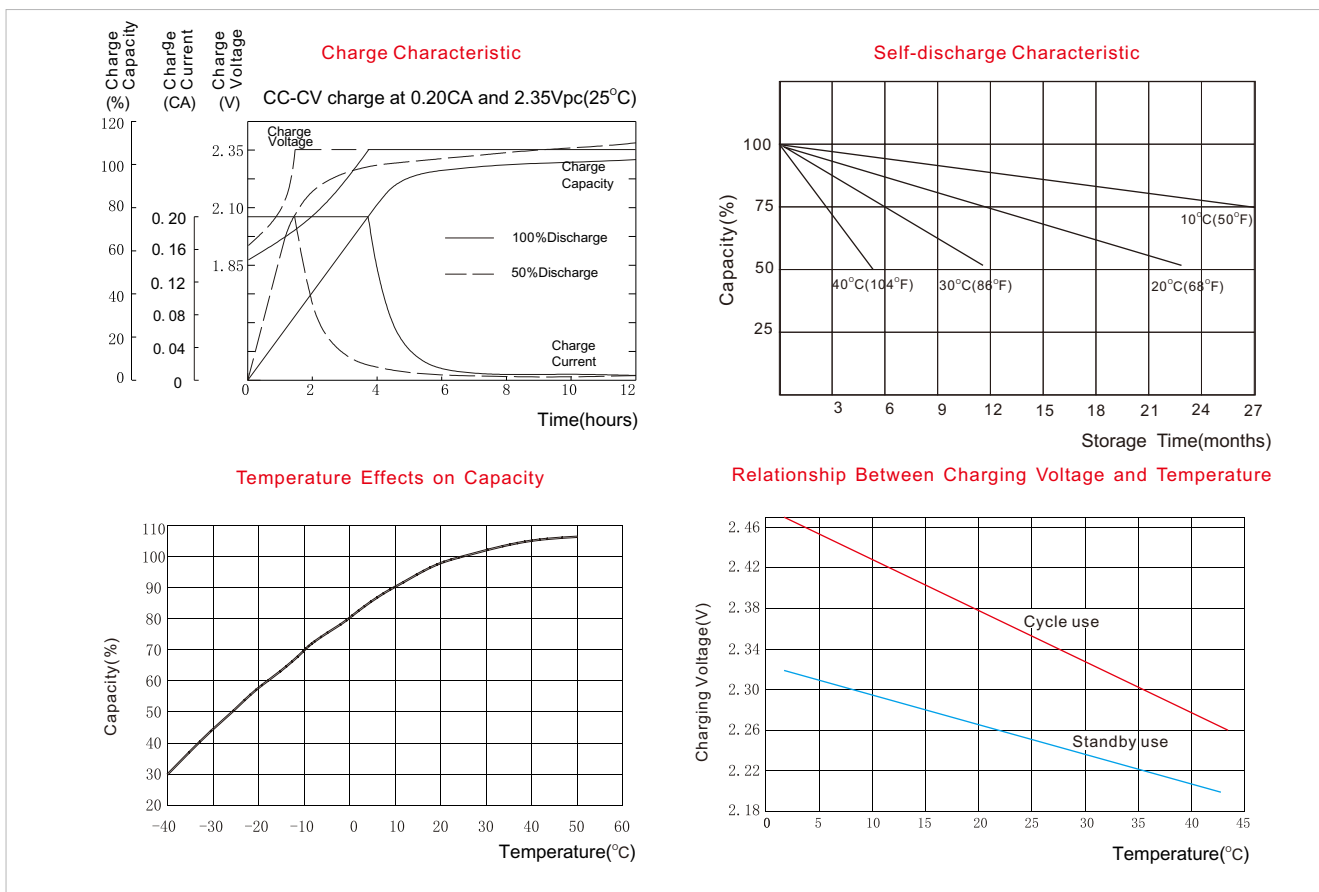 Charge Characteristic
Charge
Capacity
(%)
Charge
Current
(CA)
Charge
Voltage
(V)
CC-CV charge at 0.20CA and 2.35Vpc(25°C)
120
100
80
60
40
20
0
0. 20
0. 16
0. 12
0. 08
0. 04
0
2. 35
2. 10
1. 85
Charge
Voltage
Charge
Capacity
100%Discharge
50%Discharge
Charge
Current
0 2 4 6 8 10 12
Time(hours)
Self-discharge Characteristic
Capacity(%)
100
75
50
25
10°C(50°F)
40°C(104°F) 30°C(86°F) 20°C(68°F)
3 6 9 12 15 18 21 24 27
Storage Time(months)
Temperature Effects on Capacity
Capacity(%)
110
100
90
80
70
60
50
40
30
20
-40 -30 -20 -10 0 10 20 30 40 50 60
Temperature(°C)
Relationship Between Charging Voltage and Temperature
Charging Voltage(V)
2. 46
2. 42
2. 38
2. 34
2. 30
2. 26
2. 22
2. 18
Cycle use
Standby use
0 5 10 15 20 25 30 35 40 45
Temperature(°C)